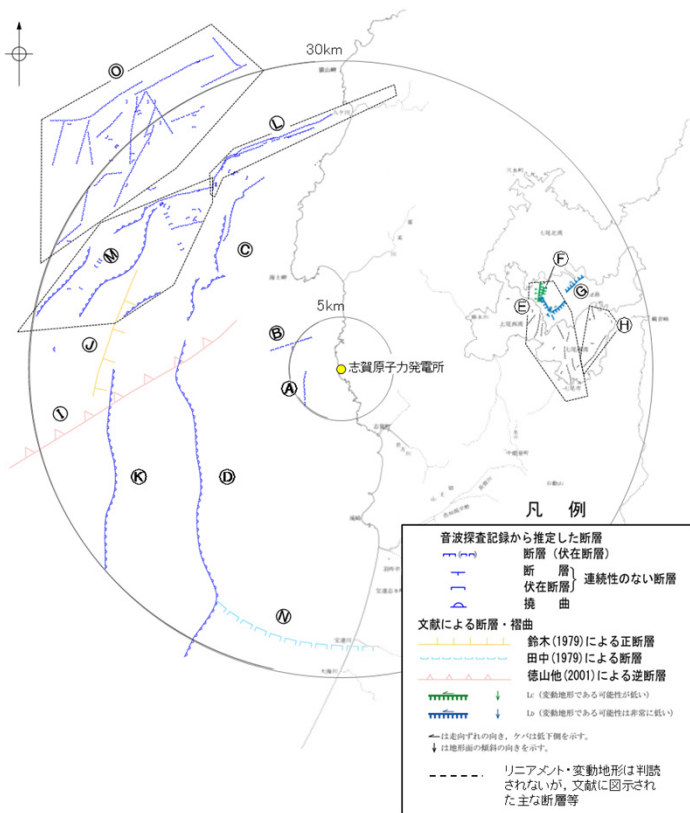 30km
Ⓞ
Ⓛ
Ⓜ
Ⓒ
Ⓕ
Ⓖ
Ⓔ
Ⓗ
5km
Ⓙ
Ⓑ
志賀原子力発電所
Ⓐ
Ⓘ
Ⓚ
Ⓓ
Ⓝ
凡 例
音波探査記録から推定した断層
断層（伏在断層）
断 層
伏在断層
連続性のない断層
撓 曲
文献による断層・褶曲
鈴木(1979)による正断層
田中(1979)による断層
徳山他(2001)による逆断層
LC（変動地形である可能性が低い）
LD（変動地形である可能性は非常に低い）
は走向ずれの向き，ケバは低下側を示す。
は地形面の傾斜の向きを示す。
リニアメント・変動地形は判読
されないが，文献に図示され
た主な断層等